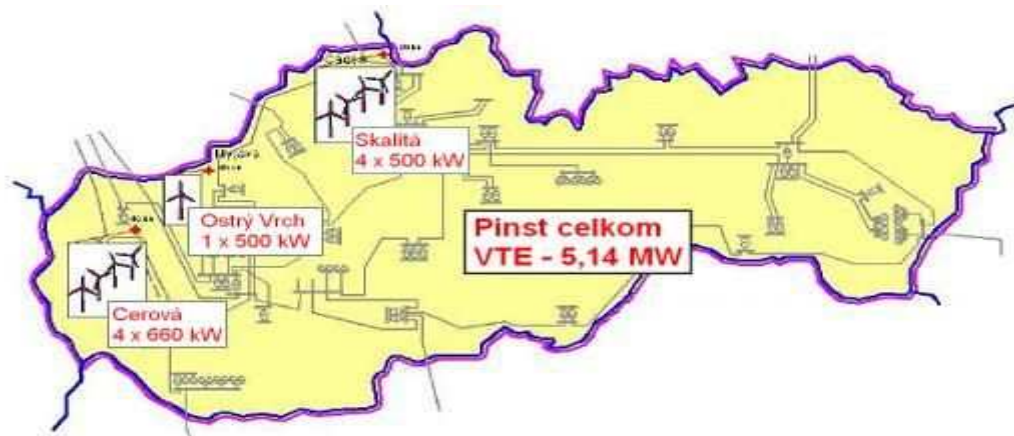 Skalitá
4 x 500 kW
Ostrý Vrch
1 x 500 kW
Pinst celkom
VTE - 5,14 MW
Cerová
4 x 660 kW